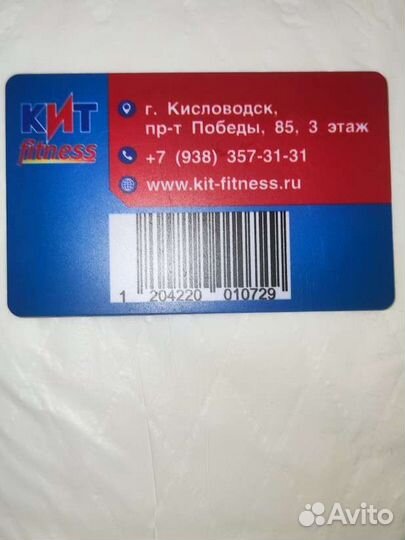 КИТ
fitness
г. Кисловодск,
пр-т Победы, 85, 3 этаж
+7 (938) 357-31-31
www.kit-fitness.ru
1 204220 010729
Avito